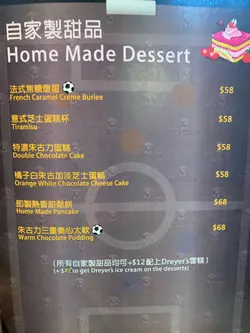 自家製甜品
Home Made Dessert
法式焦糖燉蛋
French Caramel Creme Burlee
$58
意式芝士蛋糕杯
Tiramisu
$58
特濃朱古力蛋糕
Double Chocolate Cake
$58
橘子白朱古加淡芝士蛋糕
Orange White Chocolate Cheese Cake
$58
即製熱香甜鬆餅
Home Made Pancake
$68
朱古力三重奏心太軟
Warm Chocolate Pudding
$68
(所有自家製甜品均可+$12配上Dreyer's雪糕)
to get Dreyer's ice cream on the desserts)